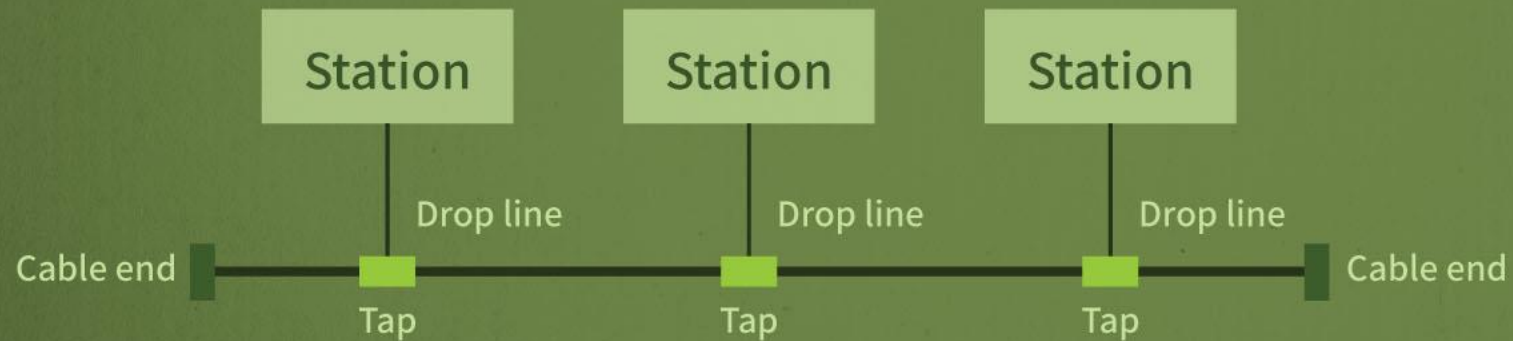 Station
Station
Station
Drop line
Drop line
Drop line
Cable end
Cable end
Tap
Tap
Tap